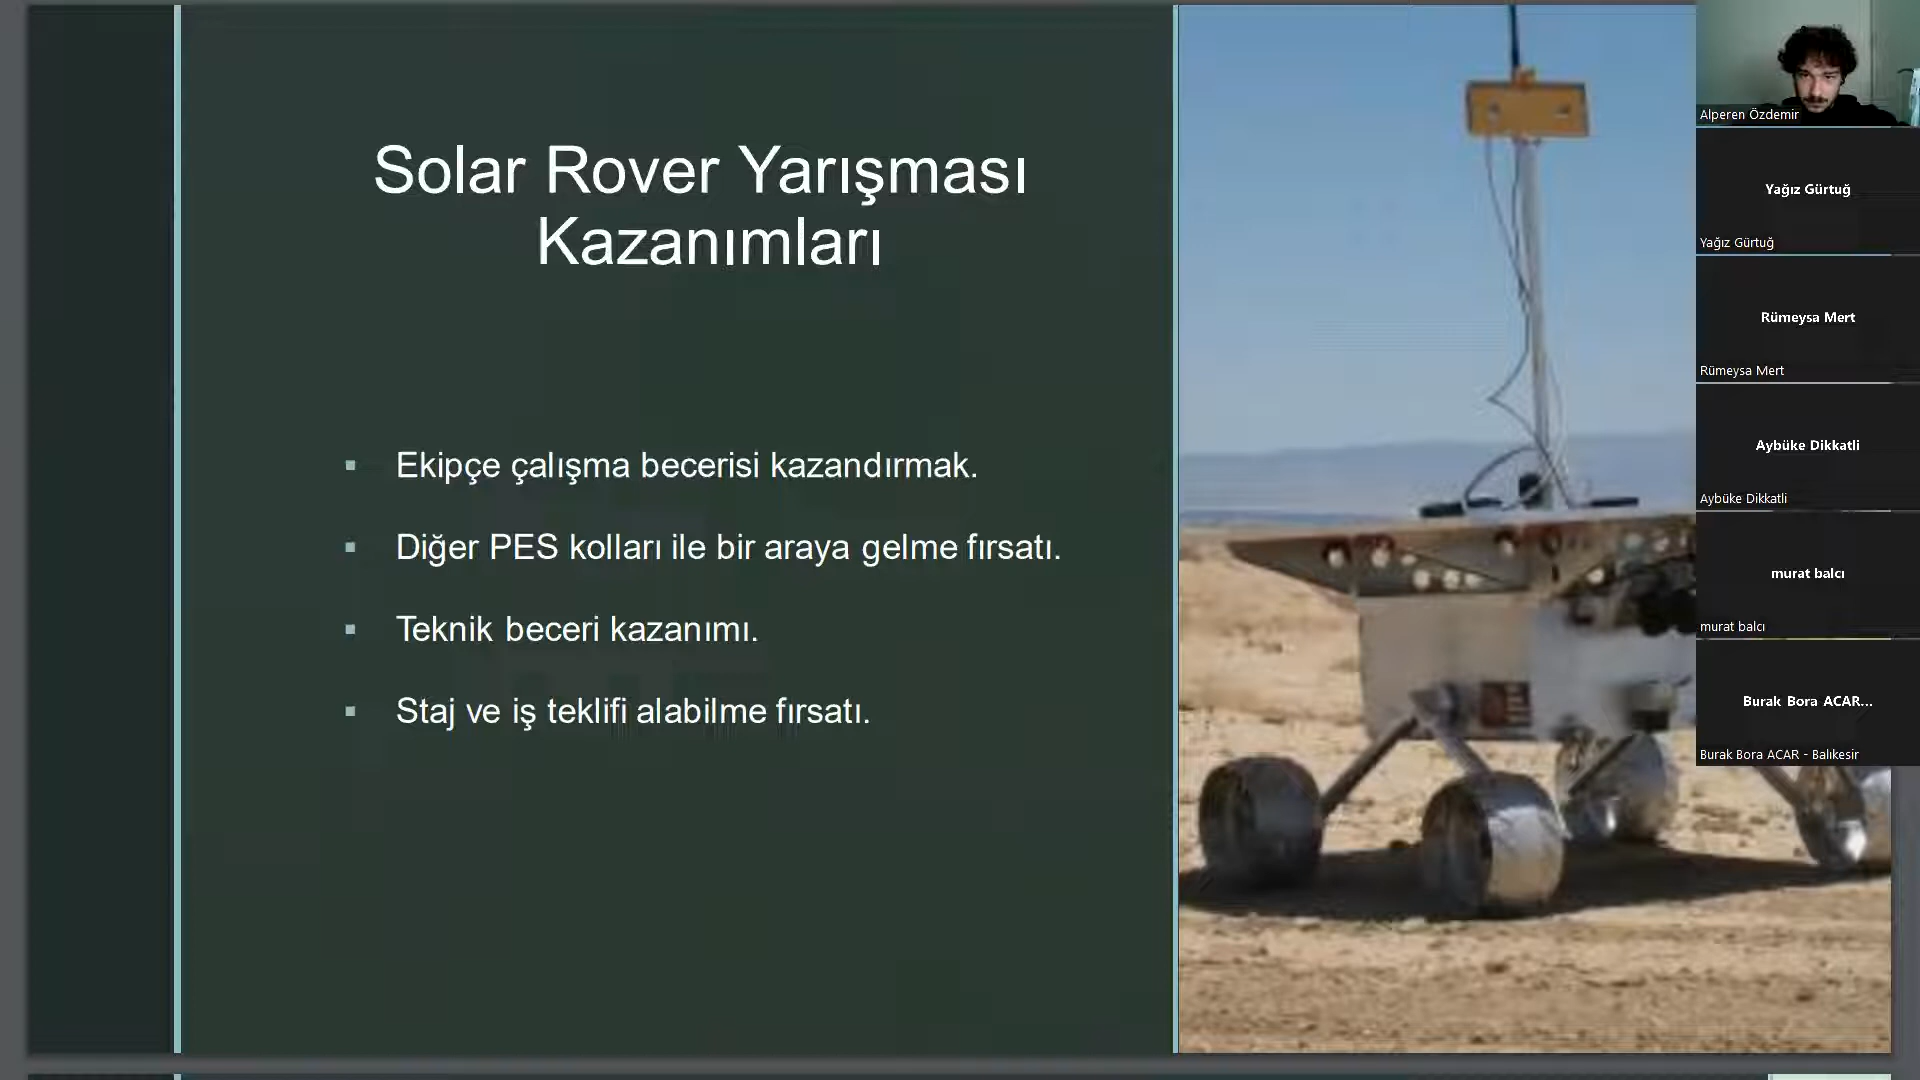 Solar Rover Yarışması
Kazanımları
Ekipçe çalışma becerisi kazandırmak.
Diğer PES kolları ile bir araya gelme fırsatı.
Teknik beceri kazanımı.
Staj ve iş teklifi alabilme fırsatı.
Alperen Özdemir
Yağız Gürtuğ
Yağız Gürtuğ
Rümeysa Mert
Rümeysa Mert
Aybüke Dikkatli
Aybüke Dikkatli
murat balcı
murat balcı
Burak Bora ACAR...
Burak Bora ACAR - Balıkesir